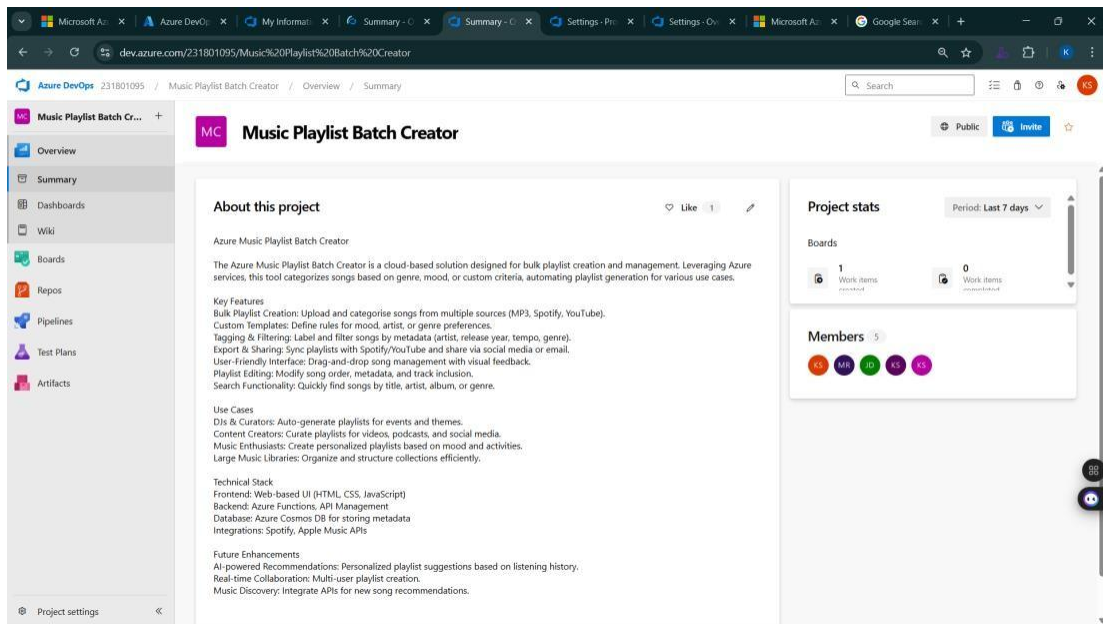 Microsoft Az
Azure DevOp
My Informati
Summary - O
Summary - O
Settings - Pro
Settings - Ove
Microsoft Az
Google Sear
dev.azure.com/231801095/Music%20Playlist%20Batch%20Creator
K
Azure DevOps 231801095 / Music Playlist Batch Creator / Overview / Summary
Search
KS
MC Music Playlist Batch Cr... +
Overview
Summary
Dashboards
Wiki
Boards
Repos
Pipelines
Test Plans
Artifacts
Project settings
MC Music Playlist Batch Creator
Public
Invite
About this project
Like 1
Azure Music Playlist Batch Creator
The Azure Music Playlist Batch Creator is a cloud-based solution designed for bulk playlist creation and management. Leveraging Azure
services, this tool categorizes songs based on genre, mood, or custom criteria, automating playlist generation for various use cases.
Key Features
Bulk Playlist Creation: Upload and categorise songs from multiple sources (MP3, Spotify, YouTube).
Custom Templates: Define rules for mood, artist, or genre preferences.
Tagging & Filtering: Label and filter songs by metadata (artist, release year, tempo, genre).
Export & Sharing: Sync playlists with Spotify/YouTube and share via social media or email.
User-Friendly Interface: Drag-and-drop song management with visual feedback.
Playlist Editing: Modify song order, metadata, and track inclusion.
Search Functionality: Quickly find songs by title, artist, album, or genre.
Use Cases
DJs & Curators: Auto-generate playlists for events and themes.
Content Creators: Curate playlists for videos, podcasts, and social media.
Music Enthusiasts: Create personalized playlists based on mood and activities.
Large Music Libraries: Organize and structure collections efficiently.
Technical Stack
Frontend: Web-based UI (HTML, CSS, JavaScript)
Backend: Azure Functions, API Management
Database: Azure Cosmos DB for storing metadata
Integrations: Spotify, Apple Music APIs
Future Enhancements
AI-powered Recommendations: Personalized playlist suggestions based on listening history.
Real-time Collaboration: Multi-user playlist creation.
Music Discovery: Integrate APIs for new song recommendations.
Project stats
Period: Last 7 days
Boards
1
Work items
created
0
Work items
completed
Members 5
KS MR JD KS KS